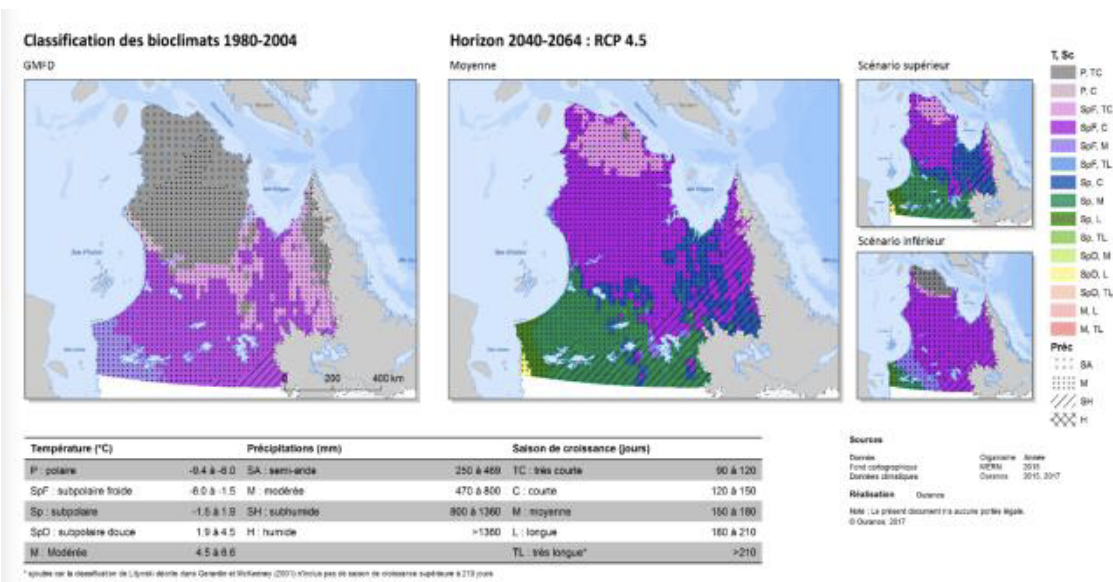 Classification des bioclimats 1980-2004
Horizon 2040-2064 : RCP 4.5
GMFD
Moyenne
Scénario supérieur
Scénario inférieur
0 200 400 km
T, Sc
P, TC
P, C
SpF, TC
SpF, C
SpF, M
SpF, TL
Sp, C
Sp, M
Sp, L
Sp, TL
SpD, M
SpD, L
SpD, TL
M, L
M, TL
Préc
SA
M
SH
H
Température (°C) Précipitations (mm) Saison de croissance (jours)
P : polaire -9.4 à -6.0 SA : semi-aride 250 à 469 TC : très courte 90 à 120
SpF : subpolaire froide -6.0 à -1.5 M : modérée 470 à 800 C : courte 120 à 150
Sp : subpolaire -1.5 à 1.9 SH : subhumide 800 à 1360 M : moyenne 150 à 180
SpD : subpolaire douce 1.9 à 4.5 H : humide >1360 L : longue 180 à 210
M : Modérée 4.5 à 6.6 TL : très longue* >210
Sources
Données Organisme Année
Fond cartographique MERN 2016
Données climatiques Ouranos 2015, 2017
Réalisation Ouranos
Note : Le présent document n'a aucune portée légale.
© Ouranos, 2017